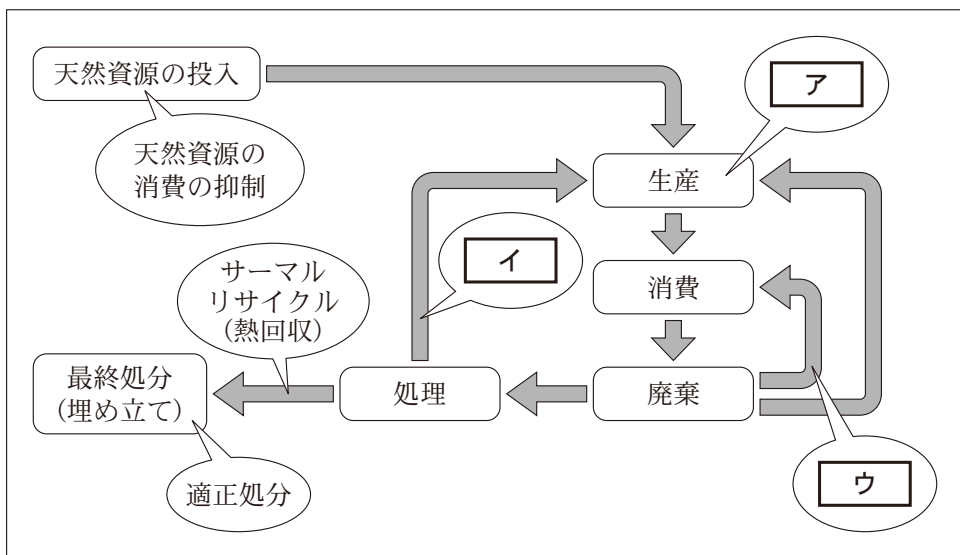 天然資源の投入
天然資源の
消費の抑制
ア
生産
イ
消費
サーマル
リサイクル
(熱回収)
最終処分
(埋め立て)
処理
廃棄
適正処分
ウ